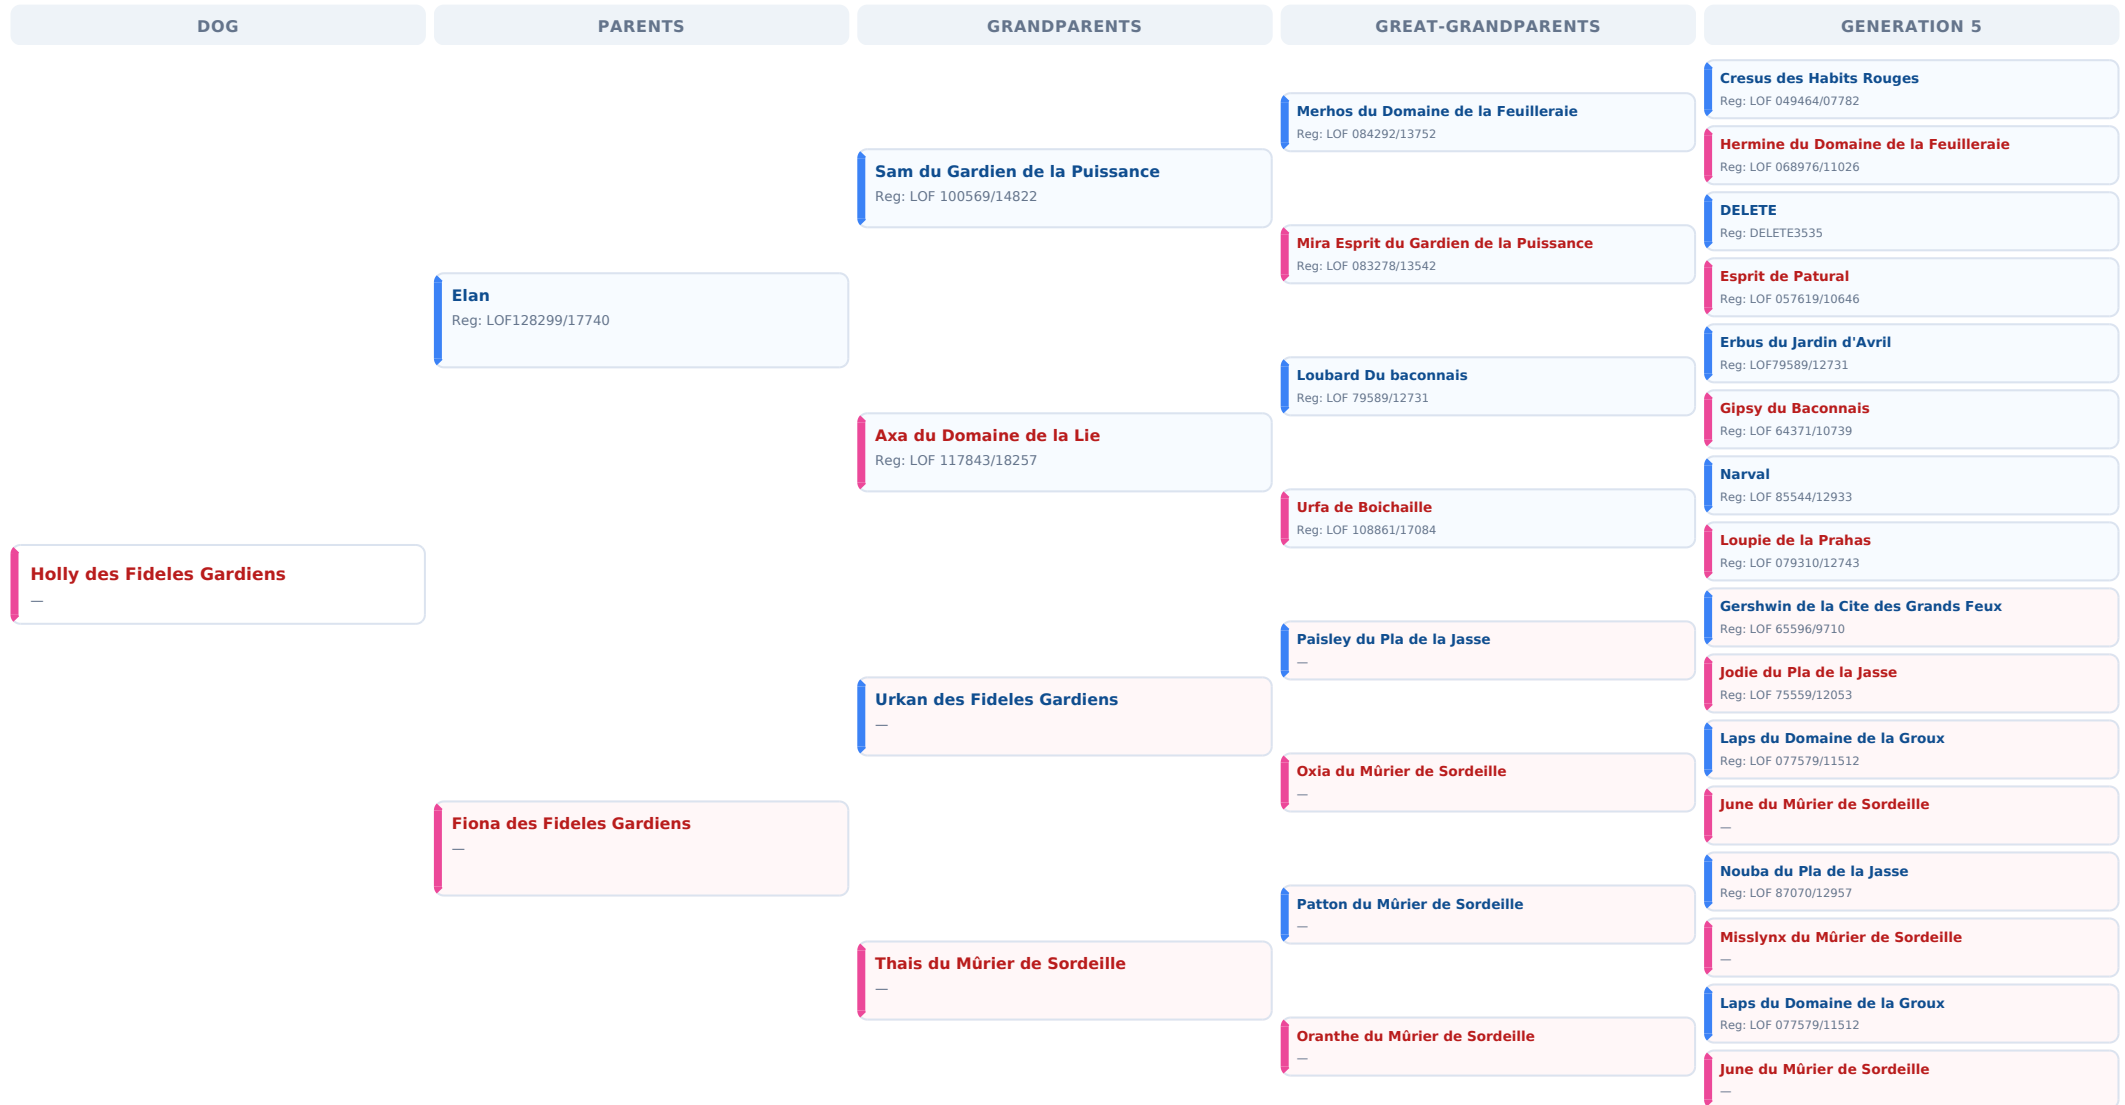 DOG
PARENTS
GRANDPARENTS
GREAT-GRANDPARENTS
GENERATION 5
Holly des Fideles Gardiens
—
Elan
Reg: LOF128299/17740
Fiona des Fideles Gardiens
—
Sam du Gardien de la Puissance
Reg: LOF 100569/14822
Axa du Domaine de la Lie
Reg: LOF 117843/18257
Urkan des Fideles Gardiens
—
Thais du Mûrier de Sordeille
—
Merhos du Domaine de la Feuilleraie
Reg: LOF 084292/13752
Mira Esprit du Gardien de la Puissance
Reg: LOF 083278/13542
Loubard Du baconnais
Reg: LOF 79589/12731
Urfa de Boichaille
Reg: LOF 108861/17084
Paisley du Pla de la Jasse
—
Oxia du Mûrier de Sordeille
—
Patton du Mûrier de Sordeille
—
Oranthe du Mûrier de Sordeille
—
Cresus des Habits Rouges
Reg: LOF 049464/07782
Hermine du Domaine de la Feuilleraie
Reg: LOF 068976/11026
DELETE
Reg: DELETE3535
Esprit de Patural
Reg: LOF 057619/10646
Erbus du Jardin d'Avril
Reg: LOF79589/12731
Gipsy du Baconnais
Reg: LOF 64371/10739
Narval
Reg: LOF 85544/12933
Loupie de la Prahas
Reg: LOF 079310/12743
Gershwin de la Cite des Grands Feux
Reg: LOF 65596/9710
Jodie du Pla de la Jasse
Reg: LOF 75559/12053
Laps du Domaine de la Groux
Reg: LOF 077579/11512
June du Mûrier de Sordeille
—
Nouba du Pla de la Jasse
Reg: LOF 87070/12957
Misslynx du Mûrier de Sordeille
—
Laps du Domaine de la Groux
Reg: LOF 077579/11512
June du Mûrier de Sordeille
—